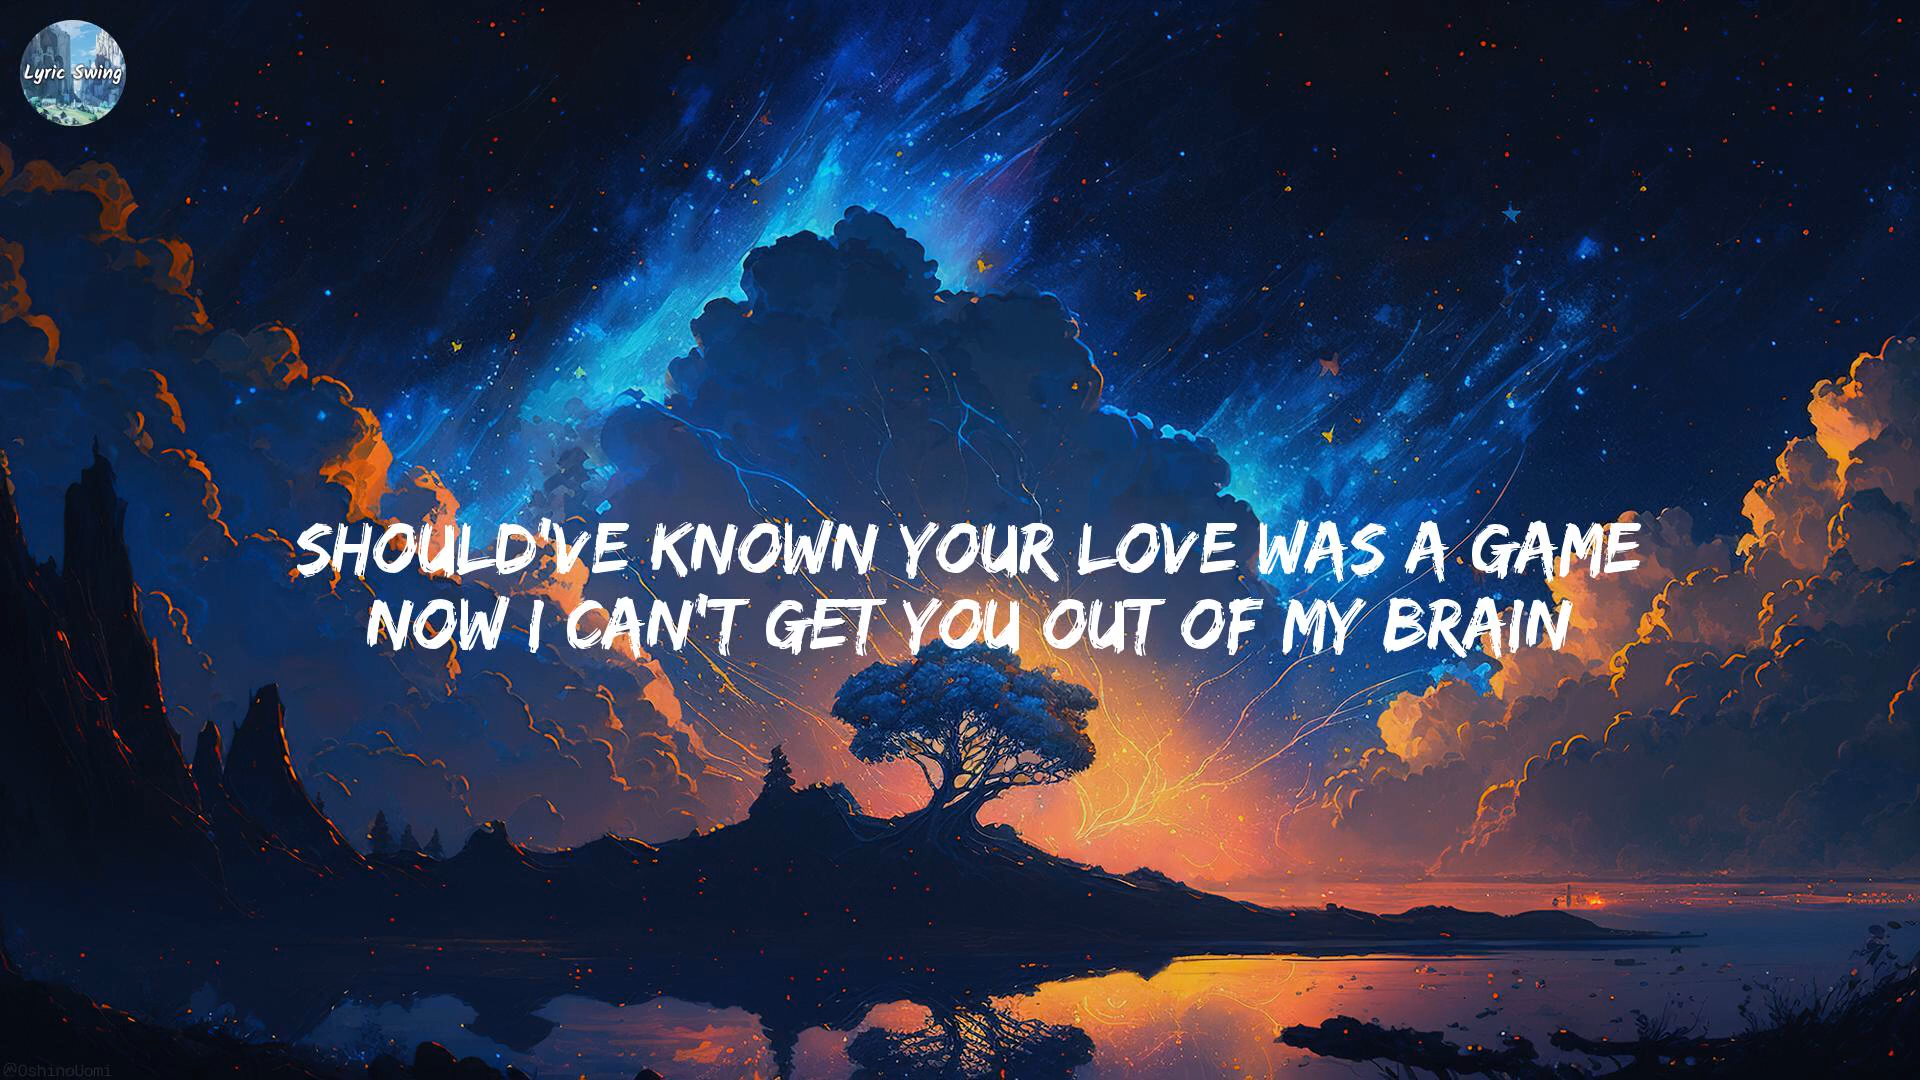 Lyric Swing
SHOULD'VE KNOWN YOUR LOVE WAS A GAME
NOW I CAN'T GET YOU OUT OF MY BRAIN
@OshinoUomi